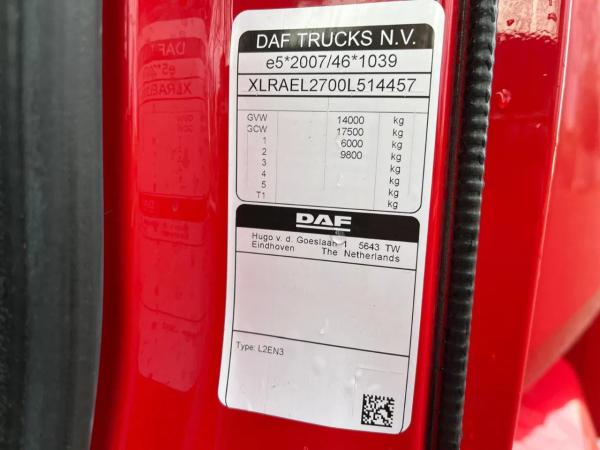 DAF TRUCKS N.V.
e5*2007/46*1039
XLRAEL2700L514457
GVW 14000 kg
GCW 17500 kg
1 6000 kg
2 9800 kg
3 kg
4 kg
5 kg
T1 kg
DAF
Hugo v. d. Goeslaan 1 5643 TW
Eindhoven The Netherlands
Type: L2EN3